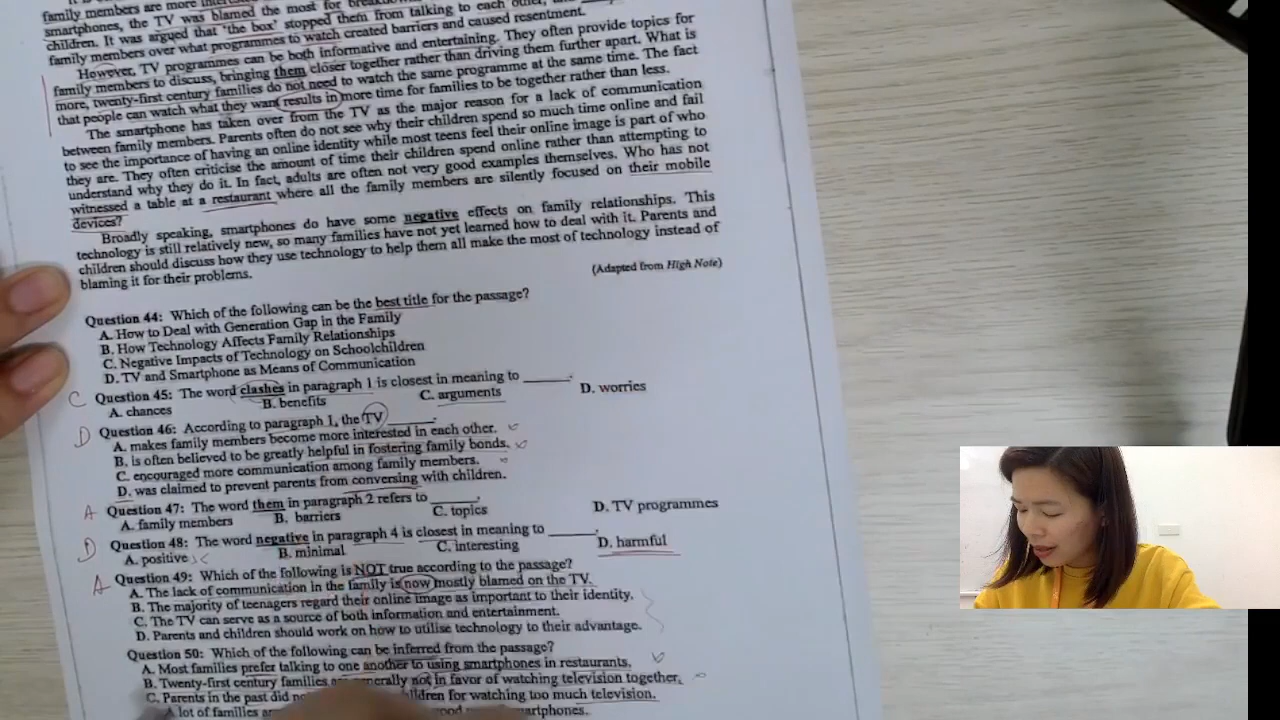 family members are more
smartphones, the TV was blamed the most for
children. It was argued that 'the box' stopped them from talking to each other,
family members over what programmes to watch created barriers and caused resentment.
However, TV programmes can be both informative and entertaining. They often provide topics for
family members to discuss, bringing them closer together rather than driving them further apart. What is
more, twenty-first century families do not need to watch the same programme at the same time. The fact
that people can watch what they want results in more time for families to be together rather than less.
The smartphone has taken over from the TV as the major reason for a lack of communication
between family members. Parents often do not see why their children spend so much time online and fail
to see the importance of having an online identity while most teens feel their online image is part of who
they are. They often criticise the amount of time their children spend online rather than attempting to
understand why they do it. In fact, adults are often not very good examples themselves. Who has not
witnessed a table at a restaurant where all the family members are silently focused on their mobile
devices?
Broadly speaking, smartphones do have some negative effects on family relationships. This
technology is still relatively new, so many families have not yet learned how to deal with it. Parents and
children should discuss how they use technology to help them all make the most of technology instead of
blaming it for their problems.
(Adapted from High Note)
Question 44: Which of the following can be the best title for the passage?
A. How to Deal with Generation Gap in the Family
B. How Technology Affects Family Relationships
C. Negative Impacts of Technology on Schoolchildren
D. TV and Smartphone as Means of Communication
C Question 45: The word clashes in paragraph 1 is closest in meaning to _____.
A. chances B. benefits C. arguments D. worries
D Question 46: According to paragraph 1, the TV _____.
A. makes family members become more interested in each other.
B. is often believed to be greatly helpful in fostering family bonds.
C. encouraged more communication among family members.
D. was claimed to prevent parents from conversing with children.
A Question 47: The word them in paragraph 2 refers to _____.
A. family members B. barriers C. topics D. TV programmes
D Question 48: The word negative in paragraph 4 is closest in meaning to _____.
A. positive B. minimal C. interesting D. harmful
A Question 49: Which of the following is NOT true according to the passage?
A. The lack of communication in the family is now mostly blamed on the TV.
B. The majority of teenagers regard their online image as important to their identity.
C. The TV can serve as a source of both information and entertainment.
D. Parents and children should work on how to utilise technology to their advantage.
Question 50: Which of the following can be inferred from the passage?
A. Most families prefer talking to one another to using smartphones in restaurants.
B. Twenty-first century families are generally not in favour of watching television together.
C. Parents in the past did children for watching too much television.
A lot of families smartphones.